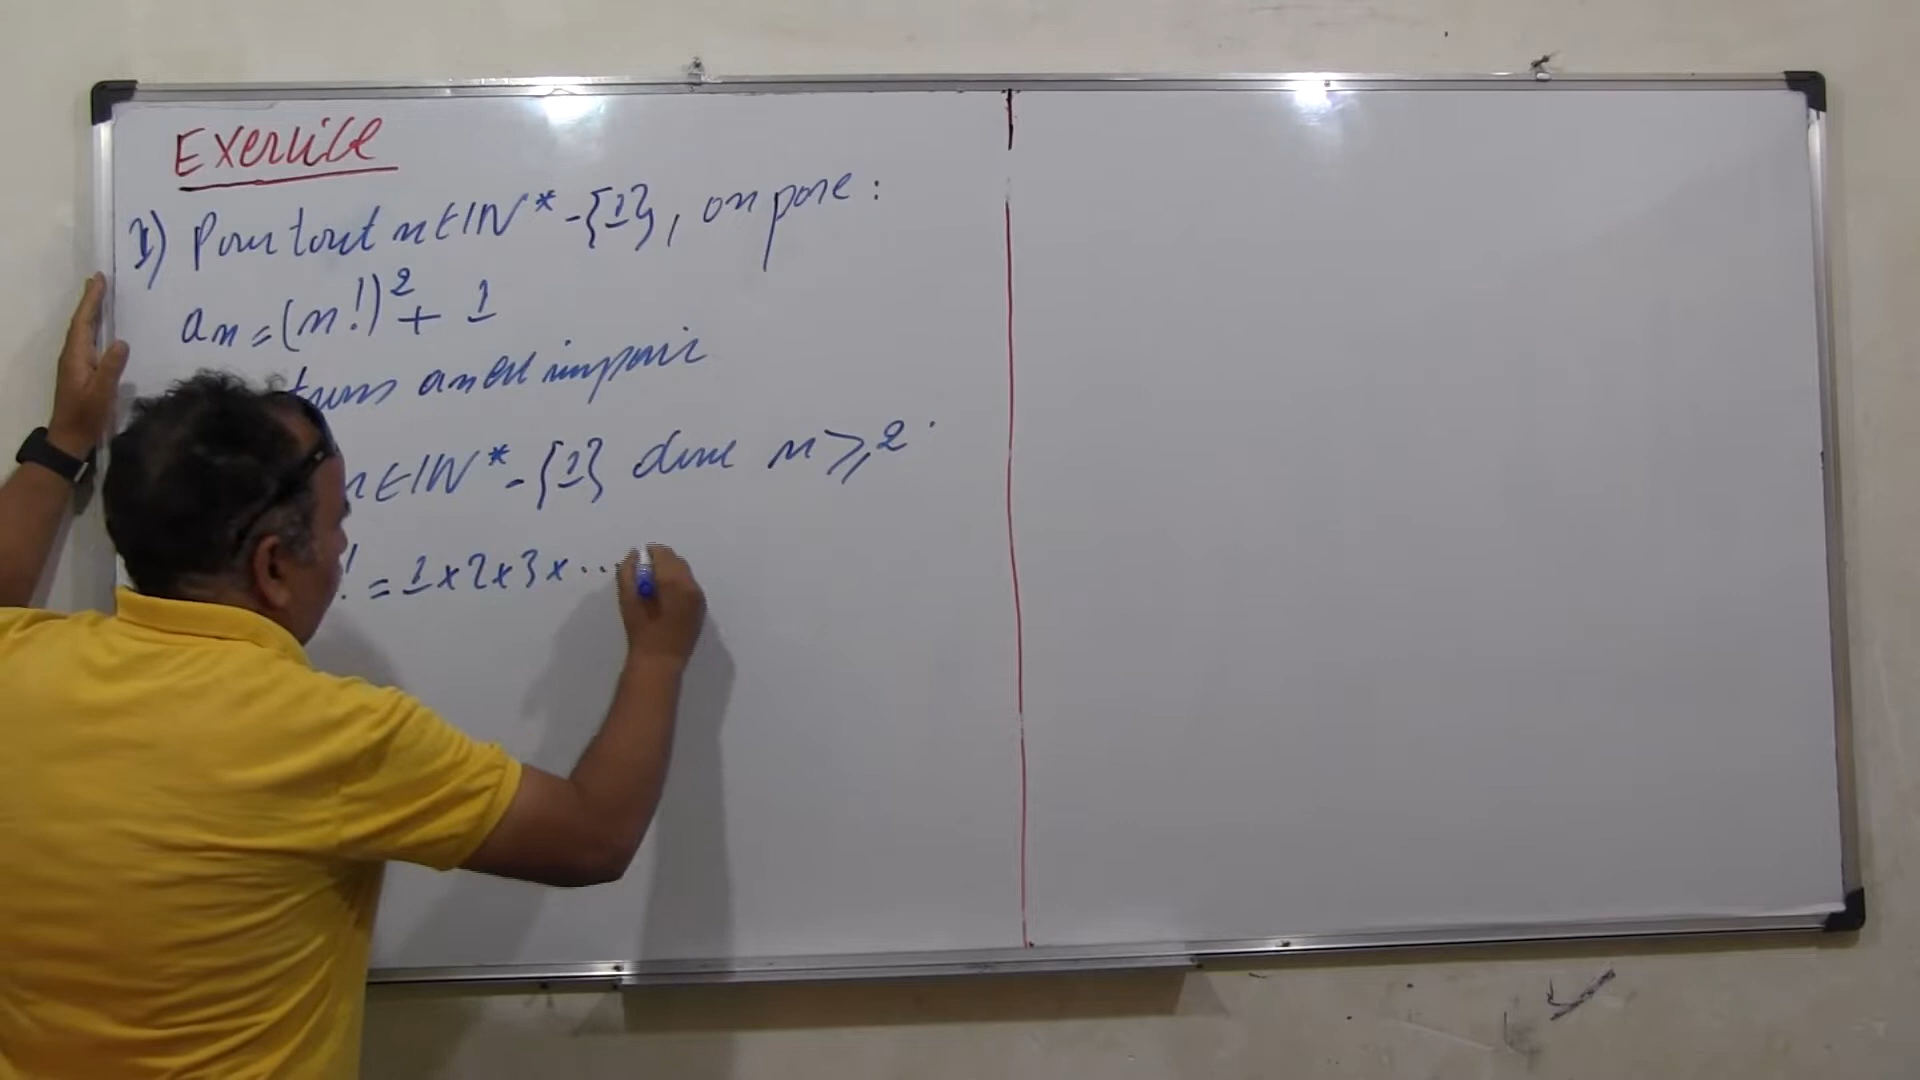 Exercice
1) Pour tout n ∈ IN* - {1}, on pose :
an = (n!)² + 1
an est impair
n ∈ IN* - {1} donc n ⩾ 2.
! = 1 x 2 x 3 x ...